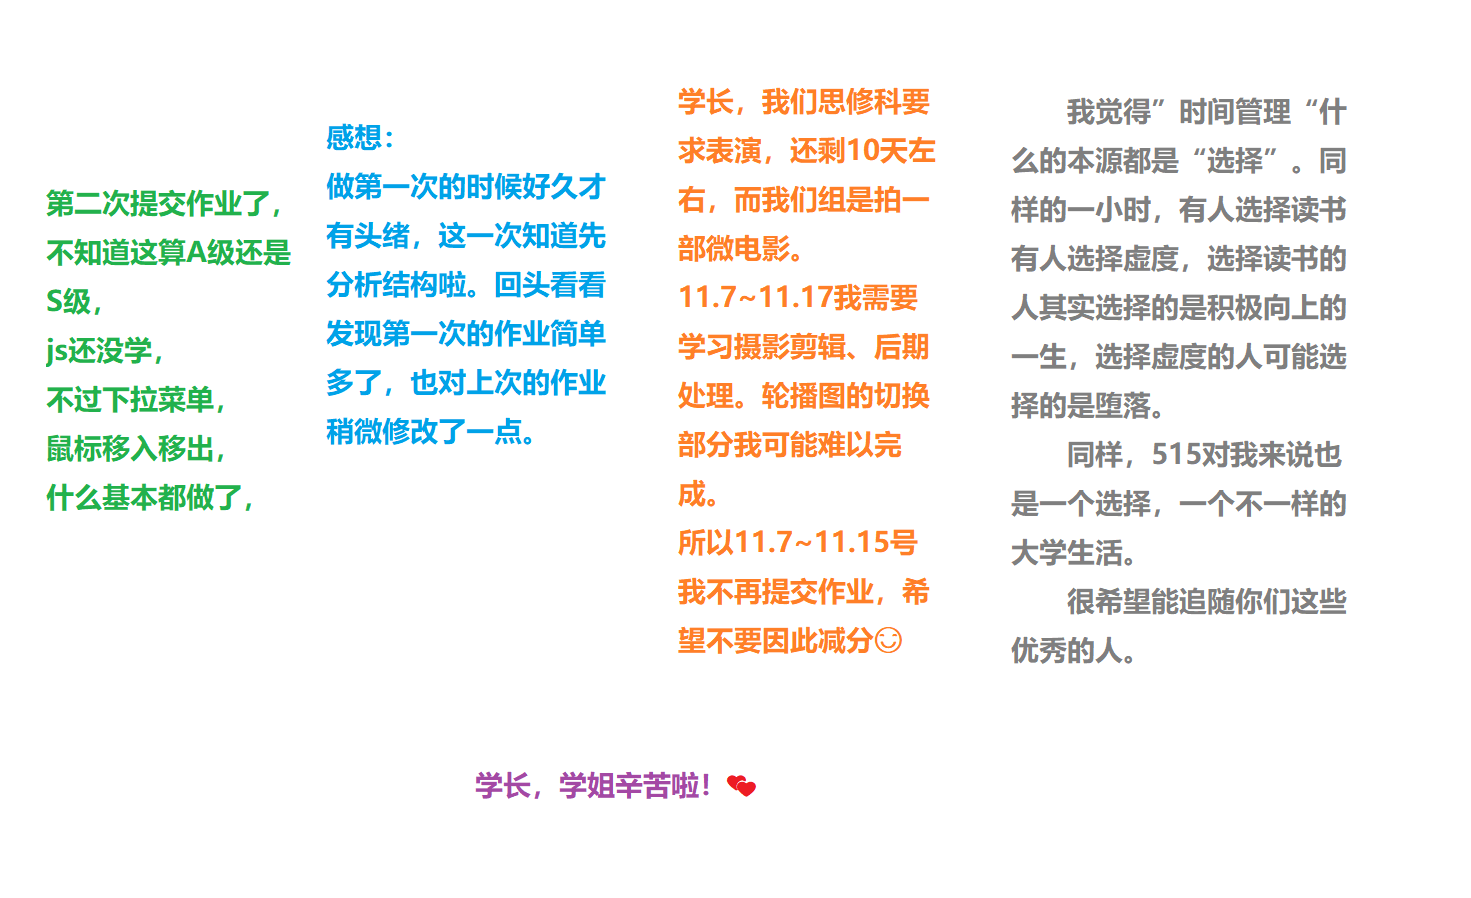 第二次提交作业了，
不知道这算A级还是
S级，
js还没学，
不过下拉菜单，
鼠标移入移出，
什么基本都做了，
感想：
做第一次的时候好久才
有头绪，这一次知道先
分析结构啦。回头看看
发现第一次的作业简单
多了，也对上次的作业
稍微修改了一点。
学长，我们思修科要
求表演，还剩10天左
右，而我们组是拍一
部微电影。
11.7~11.17我需要
学习摄影剪辑、后期
处理。轮播图的切换
部分我可能难以完
成。
所以11.7~11.15号
我不再提交作业，希
望不要因此减分☺
我觉得”时间管理“什
么的本源都是“选择”。同
样的一小时，有人选择读书
有人选择虚度，选择读书的
人其实选择的是积极向上的
一生，选择虚度的人可能选
择的是堕落。
同样，515对我来说也
是一个选择，一个不一样的
大学生活。
很希望能追随你们这些
优秀的人。
学长，学姐辛苦啦！💕